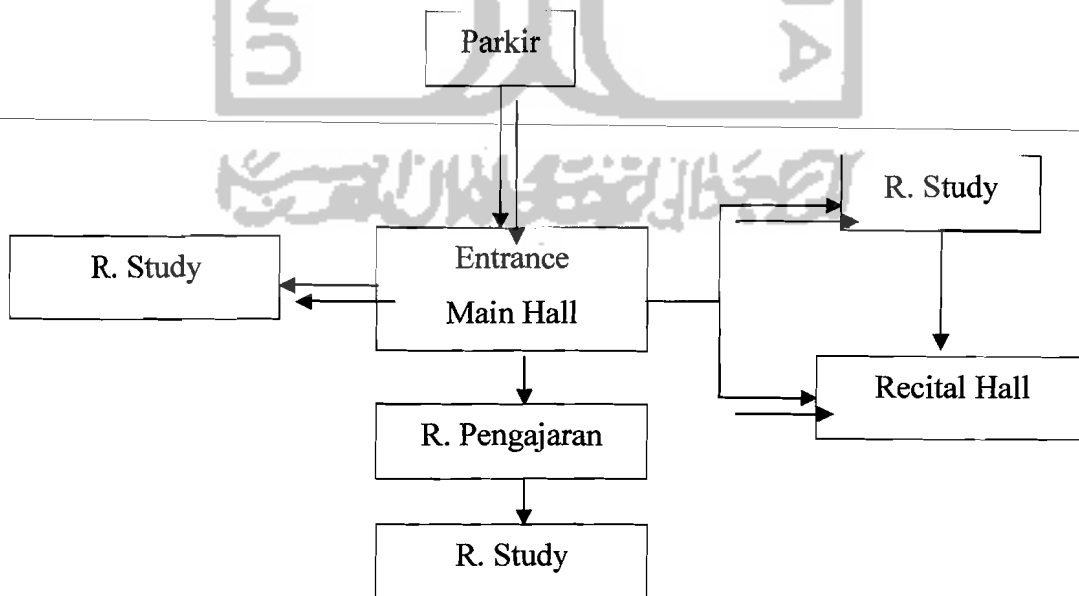 Parkir
R. Study
R. Study
Entrance
Main Hall
Recital Hall
R. Pengajaran
R. Study